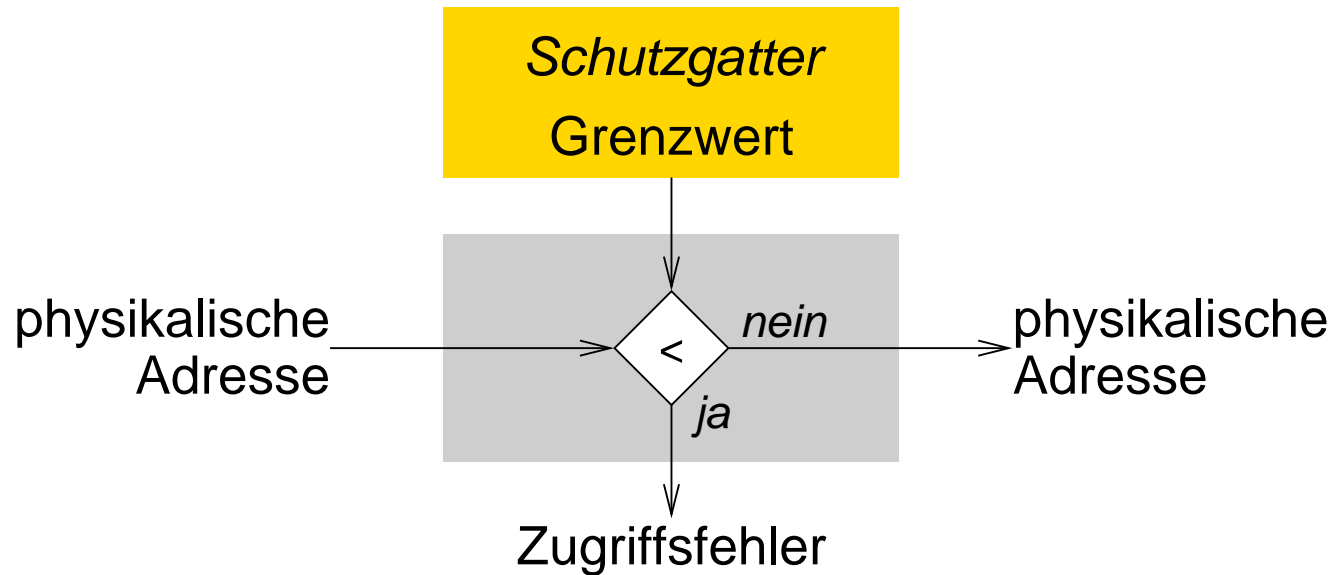 Schutzgatter
Grenzwert
physikalische
Adresse
<
nein
ja
physikalische
Adresse
Zugriffsfehler